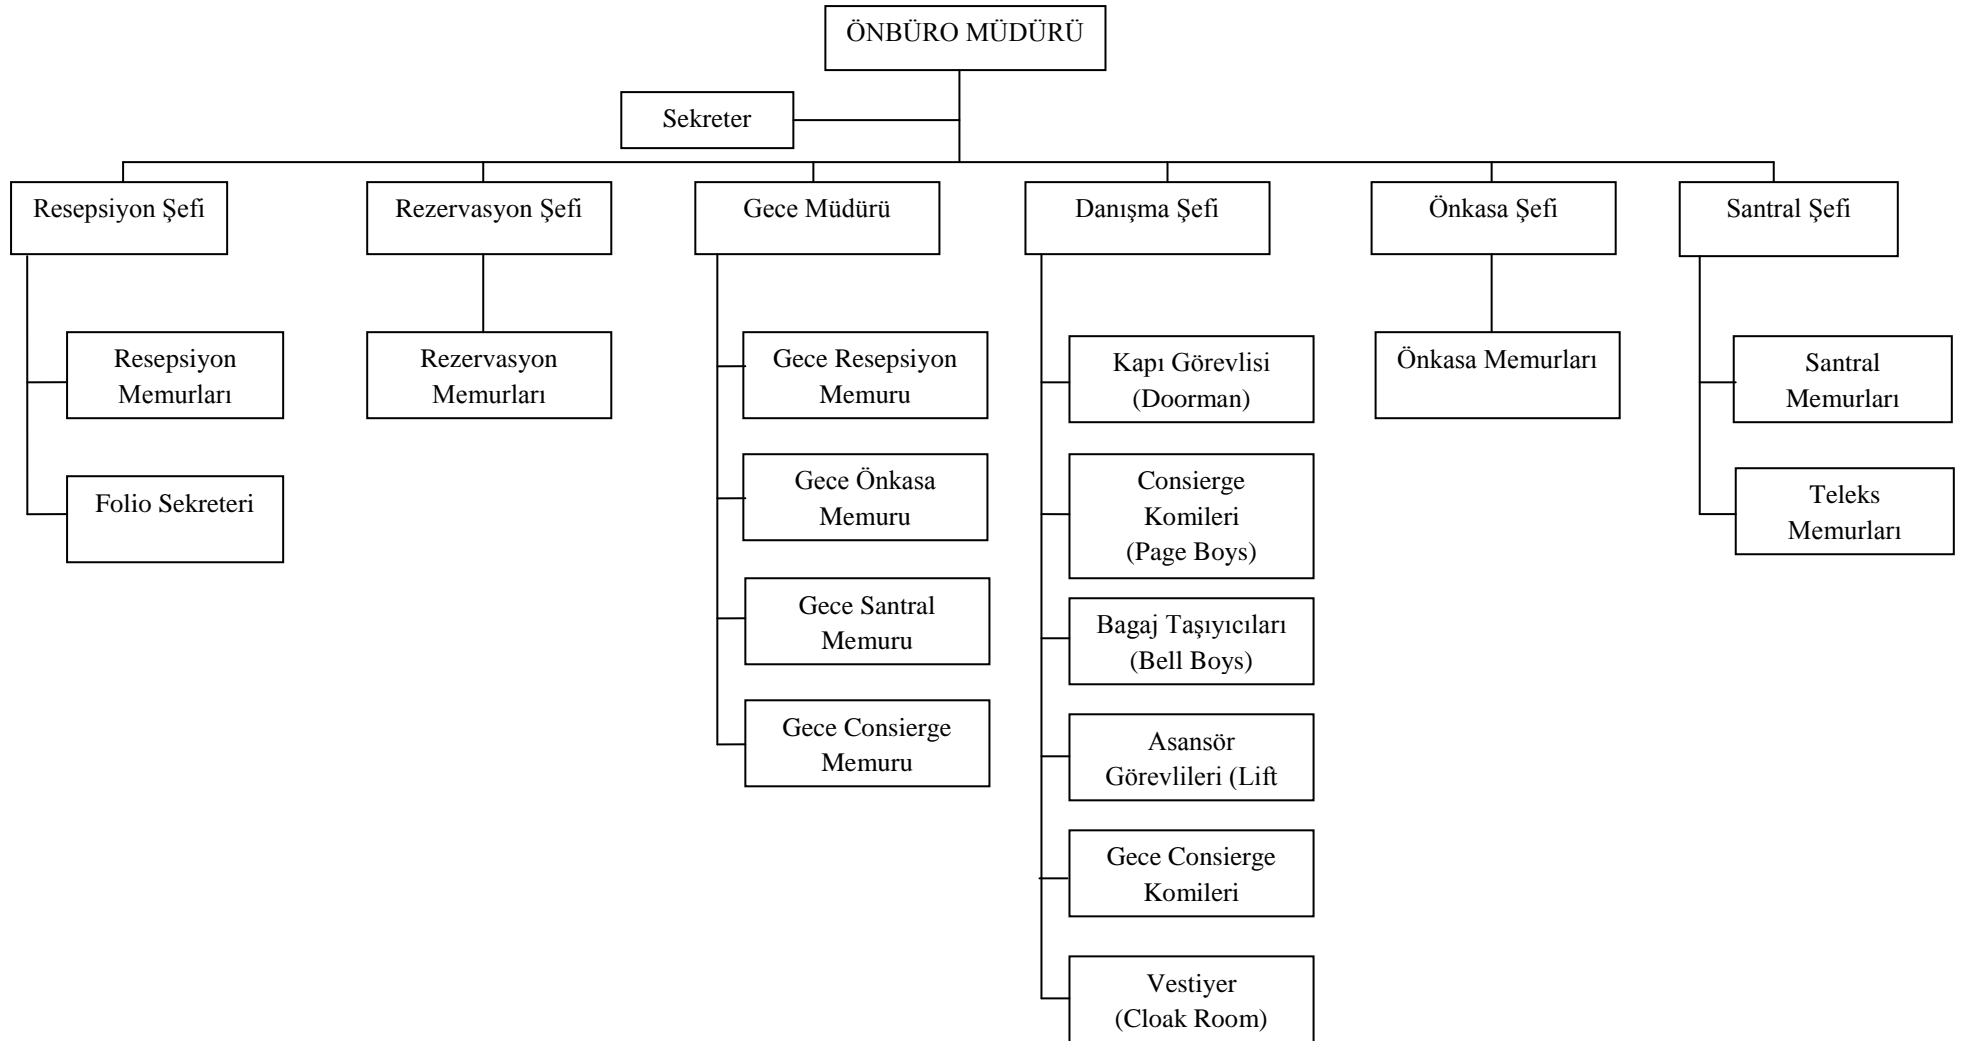 ÖNBÜRO MÜDÜRÜ
Sekreter
Resepsiyon Şefi
Rezervasyon Şefi
Gece Müdürü
Danışma Şefi
Önkasa Şefi
Santral Şefi
Resepsiyon
Memurları
Folio Sekreteri
Rezervasyon
Memurları
Gece Resepsiyon
Memuru
Gece Önkasa
Memuru
Gece Santral
Memuru
Gece Consierge
Memuru
Kapı Görevlisi
(Doorman)
Consierge
Komileri
(Page Boys)
Bagaj Taşıyıcıları
(Bell Boys)
Asansör
Görevlileri (Lift
Gece Consierge
Komileri
Vestiyer
(Cloak Room)
Önkasa Memurları
Santral
Memurları
Teleks
Memurları